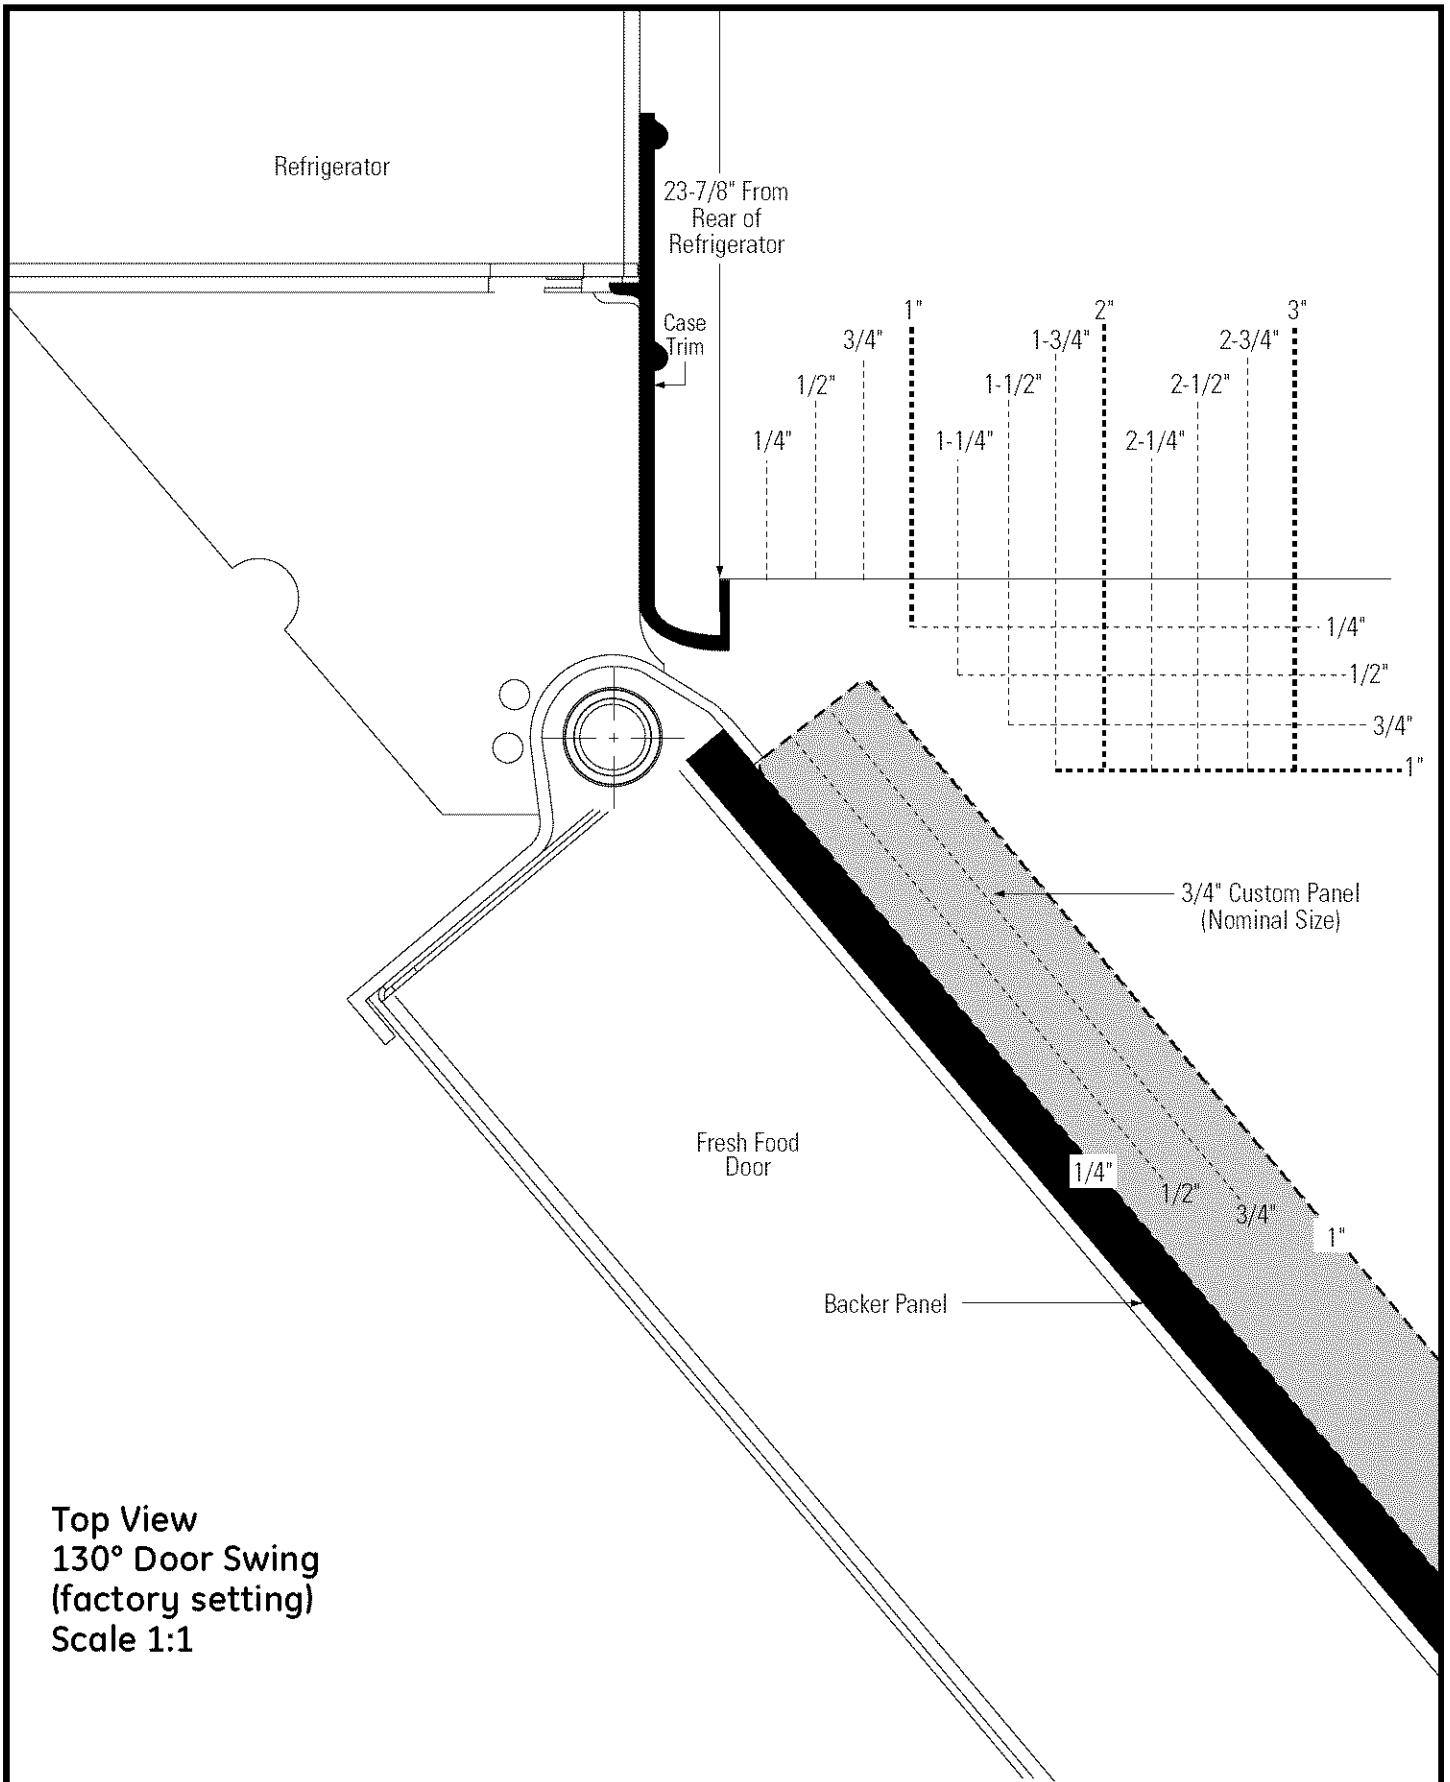 Refrigerator
23-7/8" From
Rear of
Refrigerator
Case
Trim
1"
2"
3"
3/4"
1-3/4"
2-3/4"
1/2"
1-1/2"
2-1/2"
1/4"
1-1/4"
2-1/4"
1/4"
1/2"
3/4"
1"
3/4" Custom Panel
(Nominal Size)
Fresh Food
Door
1/4"
1/2"
3/4"
1"
Backer Panel
Top View
130° Door Swing
(factory setting)
Scale 1:1